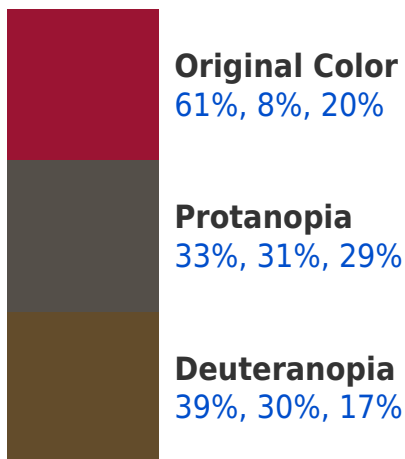 Original Color
61%, 8%, 20%
Protanopia
33%, 31%, 29%
Deuteranopia
39%, 30%, 17%